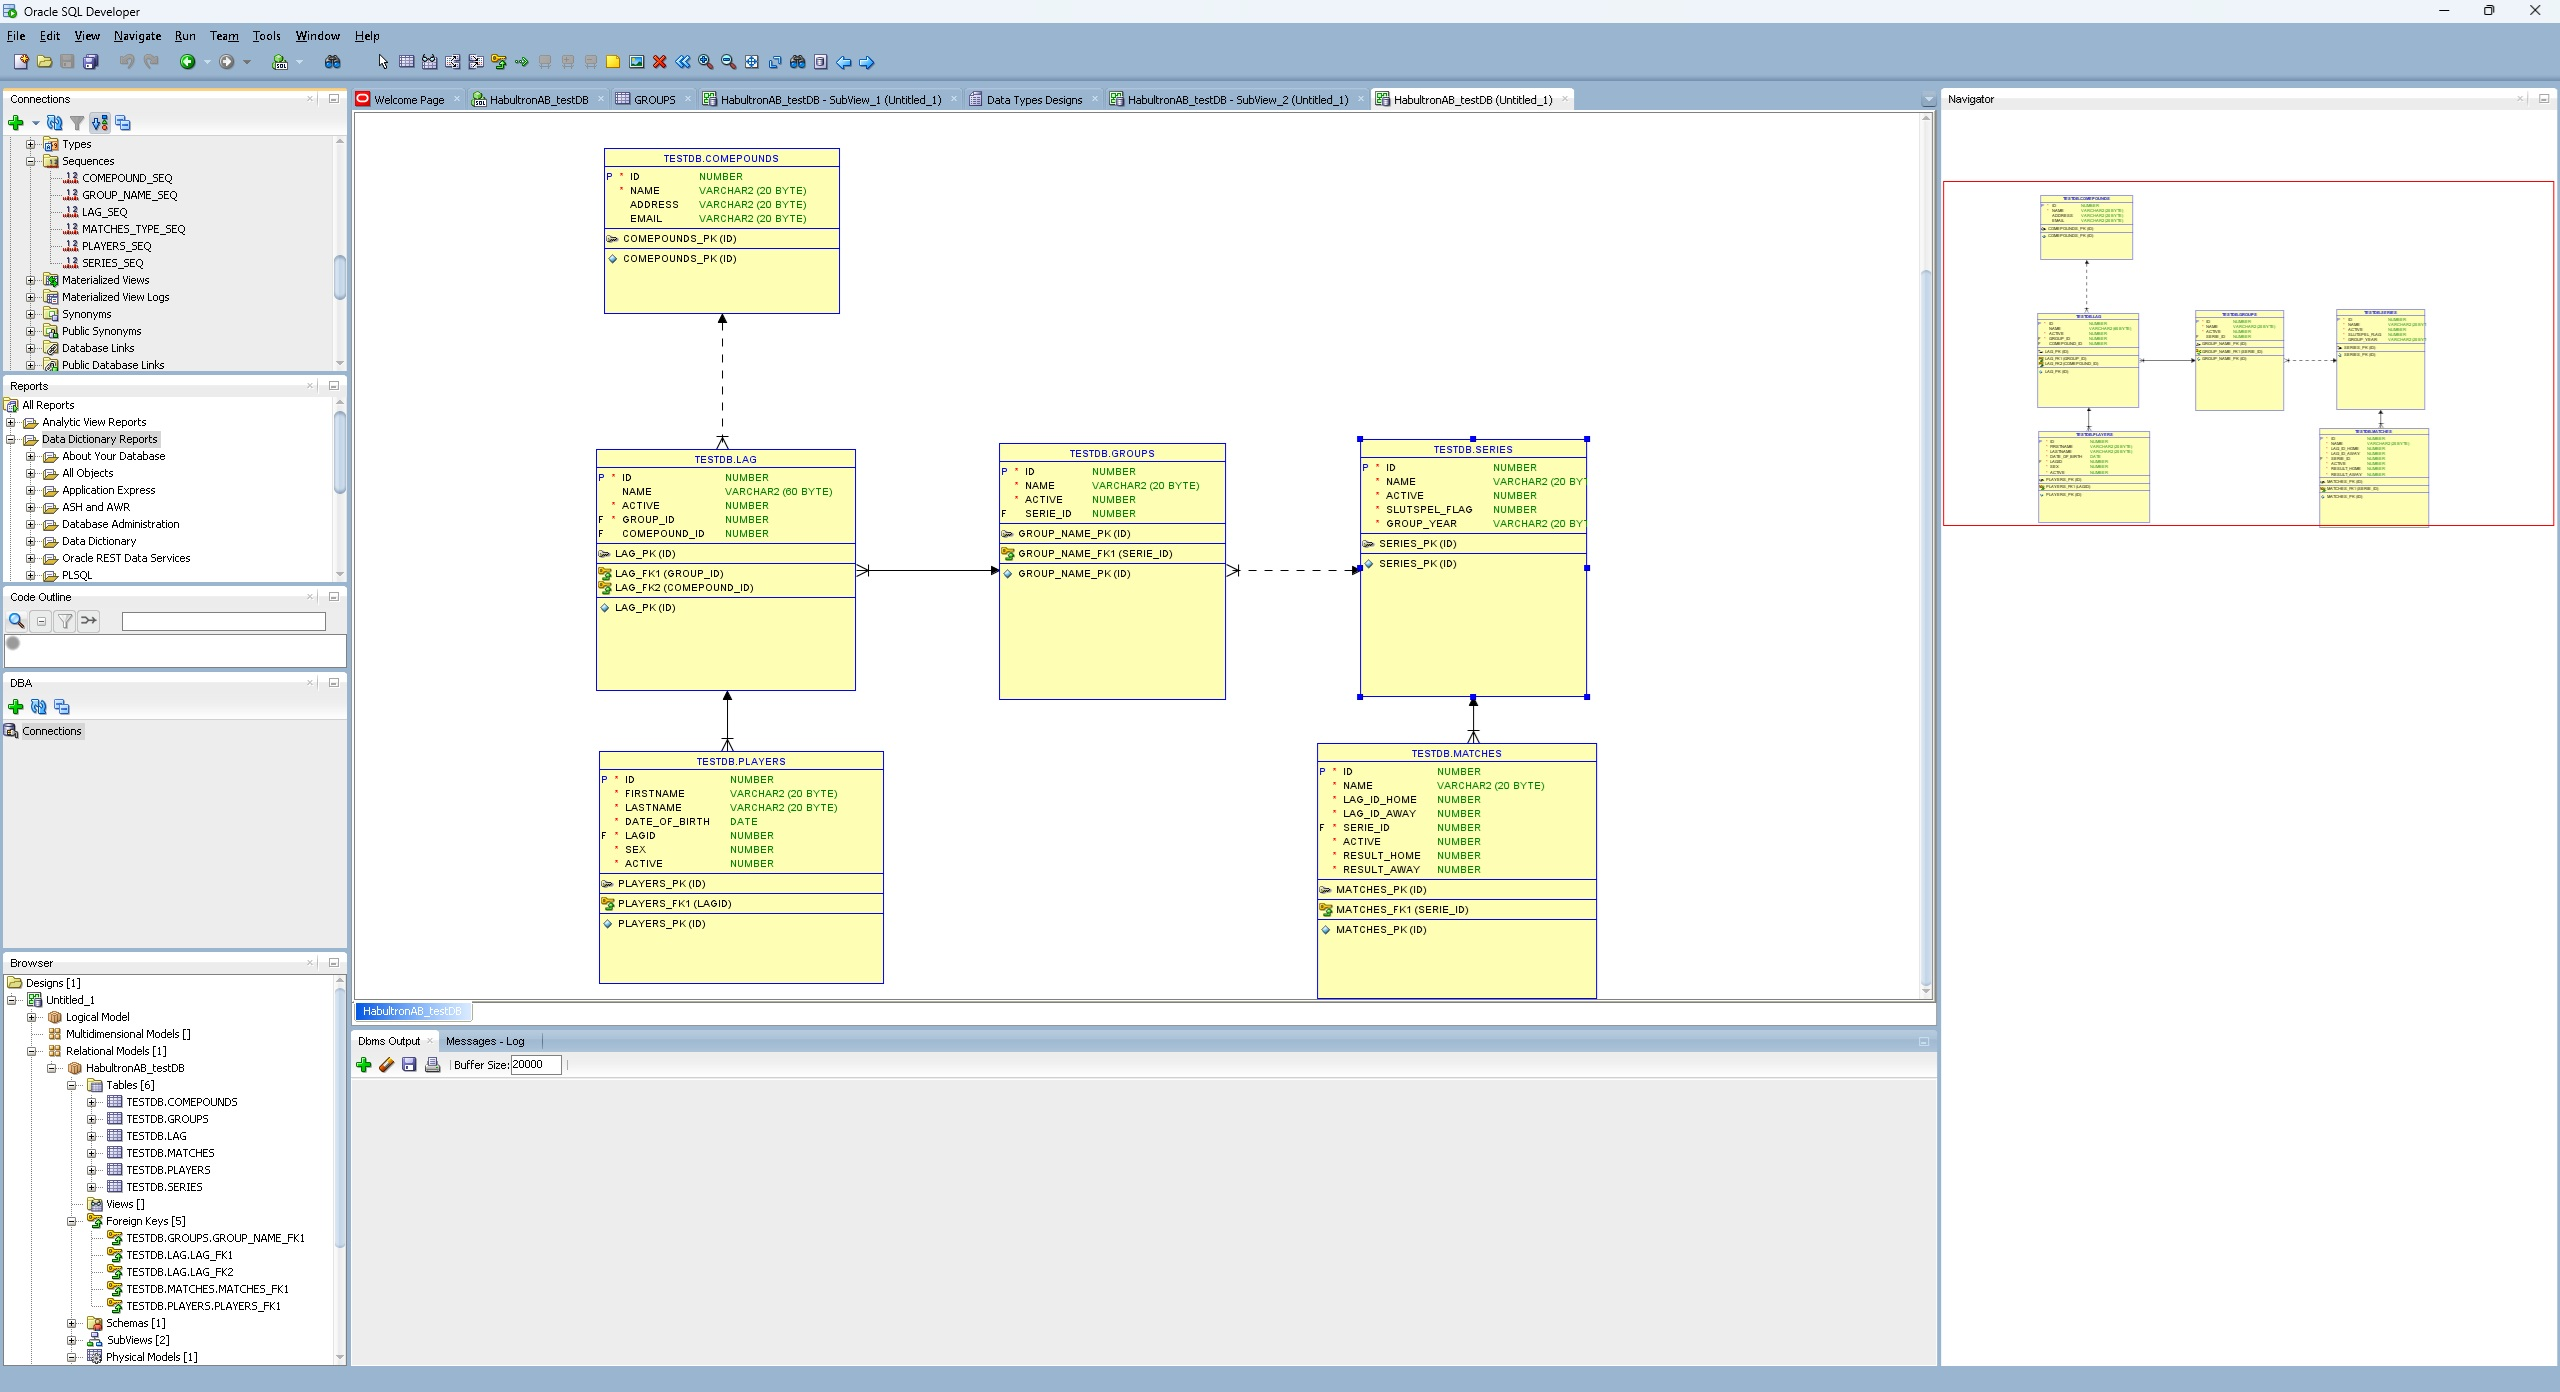 Oracle SQL Developer
File Edit View Navigate Run Team Tools Window Help
Connections
Types
Sequences
COMEPOUND_SEQ
GROUP_NAME_SEQ
LAG_SEQ
MATCHES_TYPE_SEQ
PLAYERS_SEQ
SERIES_SEQ
Materialized Views
Materialized View Logs
Synonyms
Public Synonyms
Database Links
Public Database Links
Reports
All Reports
Analytic View Reports
Data Dictionary Reports
About Your Database
All Objects
Application Express
ASH and AWR
Database Administration
Data Dictionary
Oracle REST Data Services
PLSQL
Code Outline
DBA
Connections
Browser
Designs [1]
Untitled_1
Logical Model
Multidimensional Models []
Relational Models [1]
HabultronAB_testDB
Tables [6]
TESTDB.COMEPOUNDS
TESTDB.GROUPS
TESTDB.LAG
TESTDB.MATCHES
TESTDB.PLAYERS
TESTDB.SERIES
Views []
Foreign Keys [5]
TESTDB.GROUPS.GROUP_NAME_FK1
TESTDB.LAG.LAG_FK1
TESTDB.LAG.LAG_FK2
TESTDB.MATCHES.MATCHES_FK1
TESTDB.PLAYERS.PLAYERS_FK1
Schemas [1]
SubViews [2]
Physical Models [1]
Welcome Page HabultronAB_testDB GROUPS HabultronAB_testDB - SubView_1 (Untitled_1) Data Types Designs HabultronAB_testDB - SubView_2 (Untitled_1) HabultronAB_testDB (Untitled_1)
TESTDB.COMEPOUNDS
P * ID NUMBER
* NAME VARCHAR2 (20 BYTE)
ADDRESS VARCHAR2 (20 BYTE)
EMAIL VARCHAR2 (20 BYTE)
COMEPOUNDS_PK (ID)
COMEPOUNDS_PK (ID)
TESTDB.LAG
P * ID NUMBER
NAME VARCHAR2 (60 BYTE)
* ACTIVE NUMBER
F * GROUP_ID NUMBER
F COMEPOUND_ID NUMBER
LAG_PK (ID)
LAG_FK1 (GROUP_ID)
LAG_FK2 (COMEPOUND_ID)
LAG_PK (ID)
TESTDB.GROUPS
P * ID NUMBER
* NAME VARCHAR2 (20 BYTE)
* ACTIVE NUMBER
F SERIE_ID NUMBER
GROUP_NAME_PK (ID)
GROUP_NAME_FK1 (SERIE_ID)
GROUP_NAME_PK (ID)
TESTDB.SERIES
P * ID NUMBER
* NAME VARCHAR2 (20 BYT
* ACTIVE NUMBER
* SLUTSPEL_FLAG NUMBER
* GROUP_YEAR VARCHAR2 (20 BYT
SERIES_PK (ID)
SERIES_PK (ID)
TESTDB.PLAYERS
P * ID NUMBER
* FIRSTNAME VARCHAR2 (20 BYTE)
* LASTNAME VARCHAR2 (20 BYTE)
* DATE_OF_BIRTH DATE
F * LAGID NUMBER
* SEX NUMBER
* ACTIVE NUMBER
PLAYERS_PK (ID)
PLAYERS_FK1 (LAGID)
PLAYERS_PK (ID)
TESTDB.MATCHES
P * ID NUMBER
* NAME VARCHAR2 (20 BYTE)
* LAG_ID_HOME NUMBER
* LAG_ID_AWAY NUMBER
F * SERIE_ID NUMBER
* ACTIVE NUMBER
* RESULT_HOME NUMBER
* RESULT_AWAY NUMBER
MATCHES_PK (ID)
MATCHES_FK1 (SERIE_ID)
MATCHES_PK (ID)
HabultronAB_testDB
Dbms Output Messages - Log
Buffer Size: 20000
Navigator